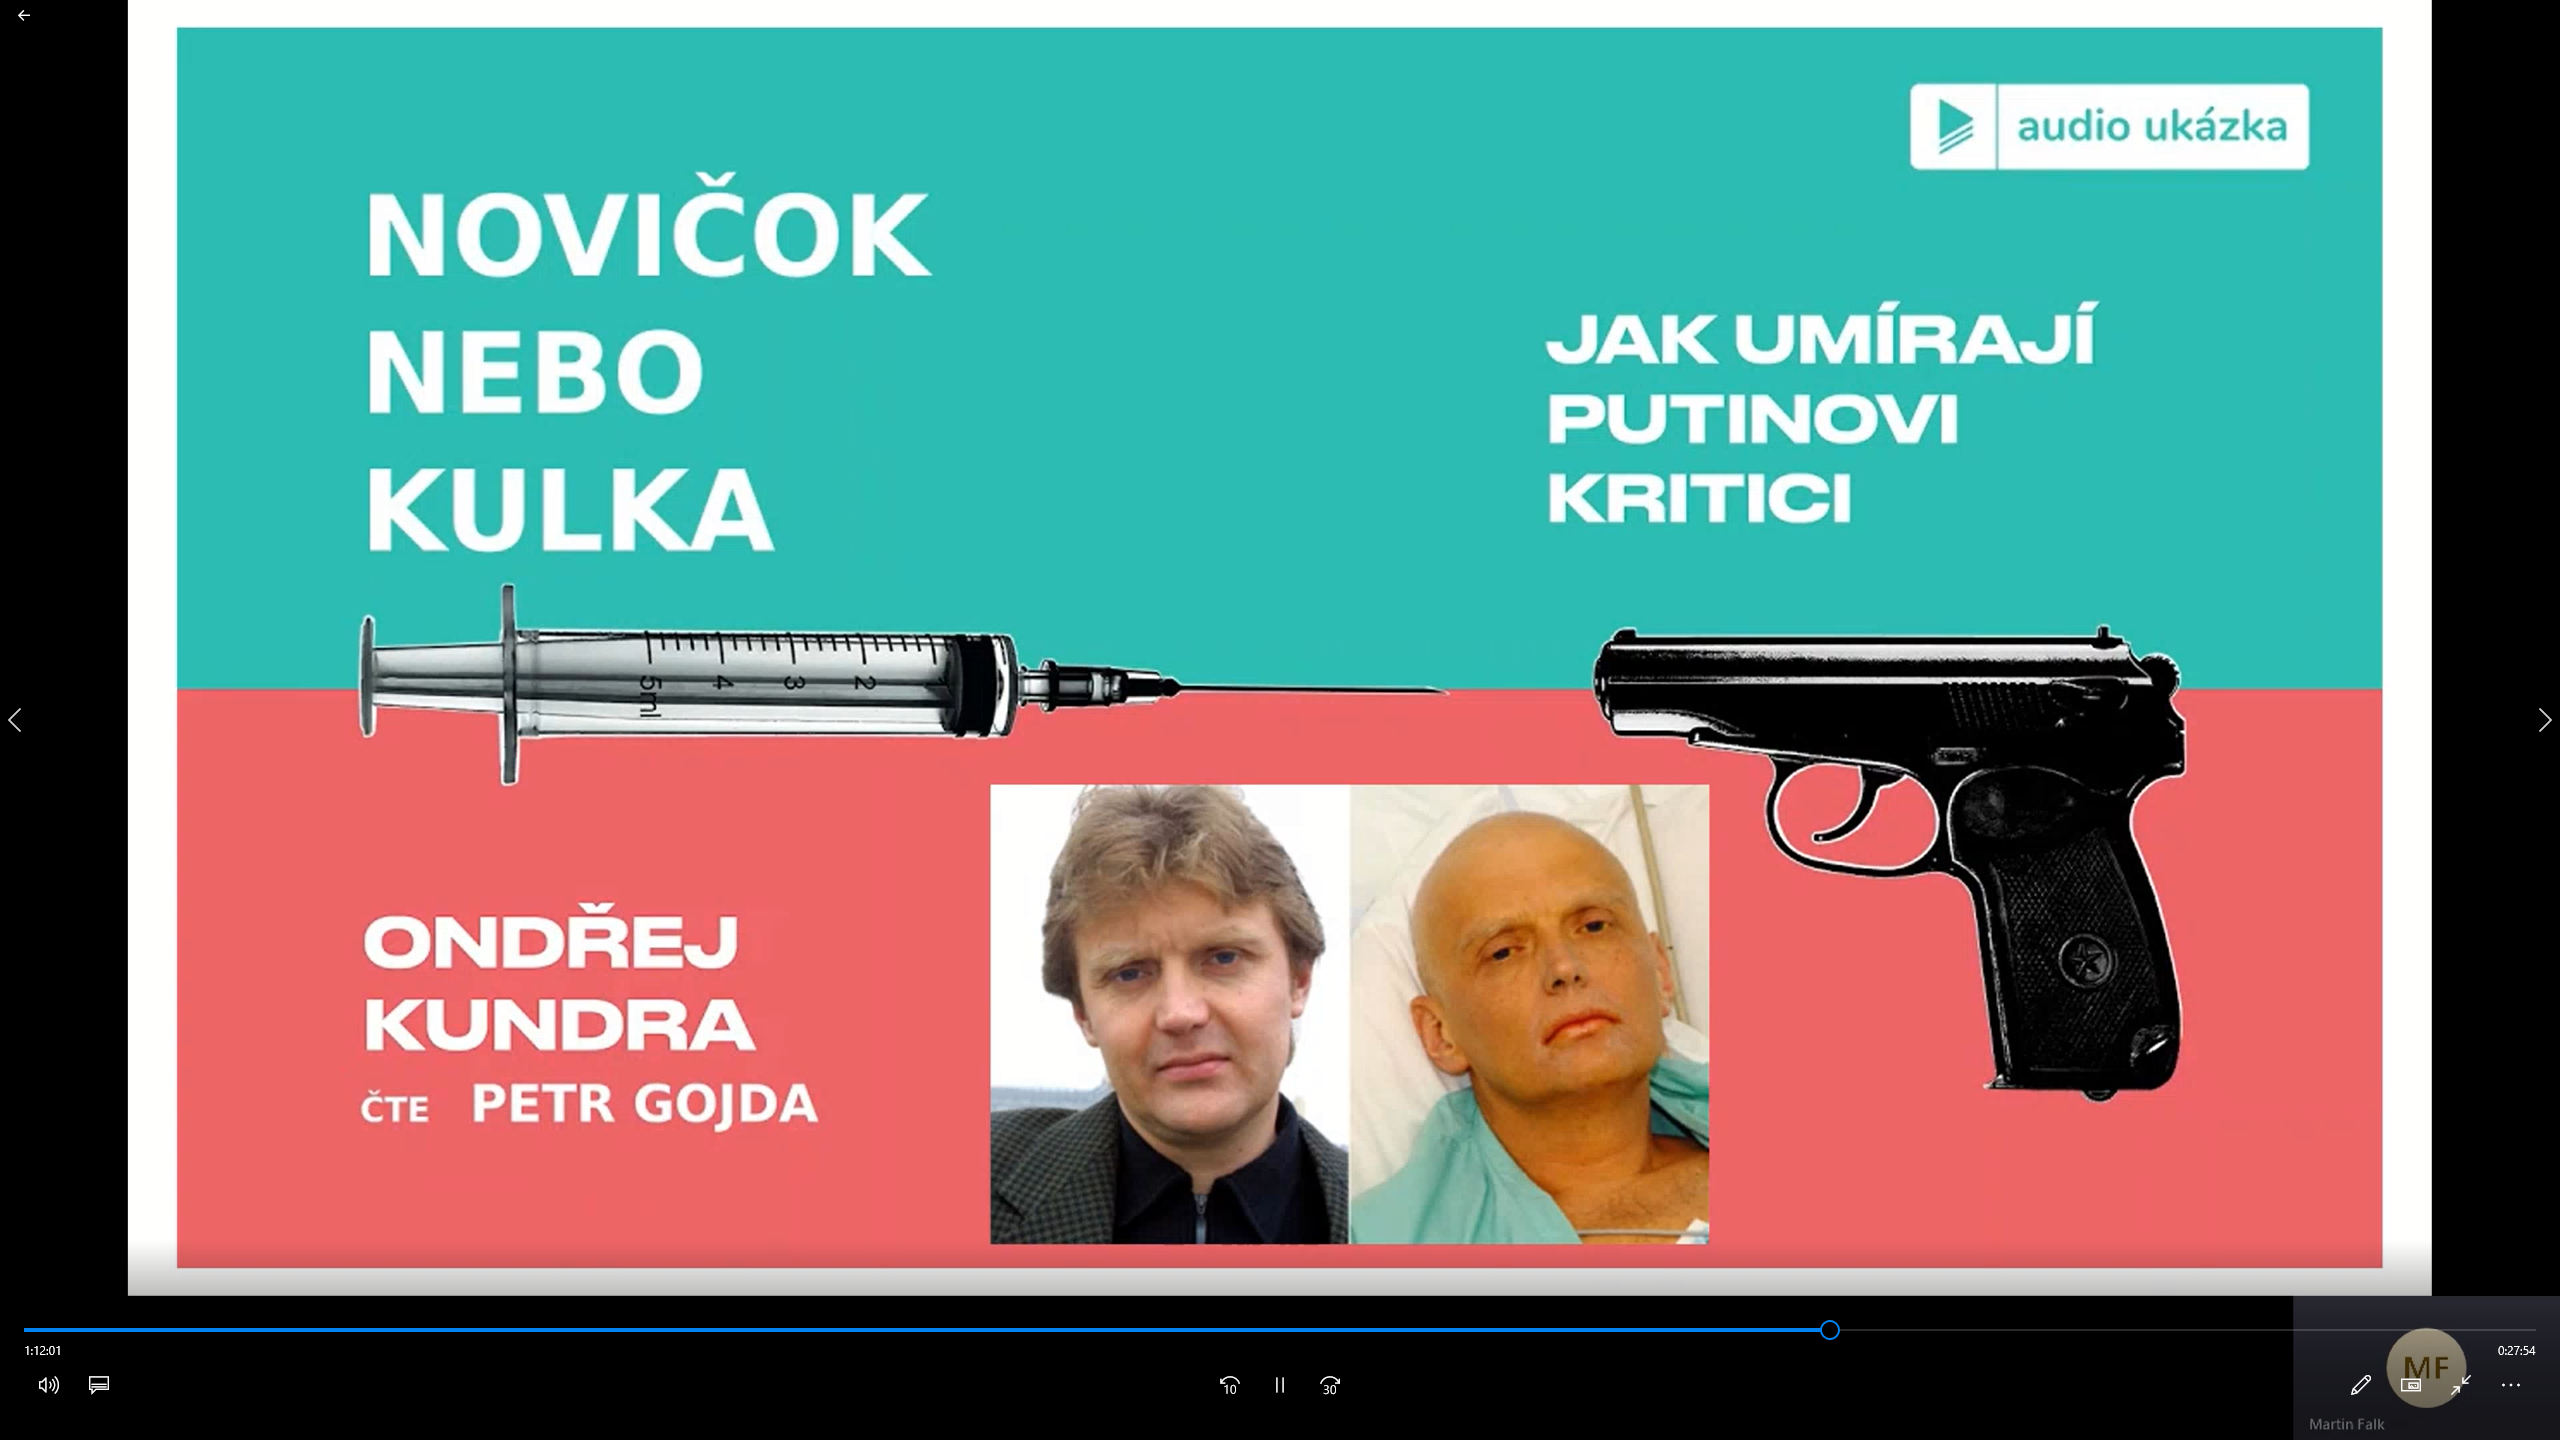 audio ukázka
NOVIČOK
NEBO
KULKA
JAK UMÍRAJÍ
PUTINOVI
KRITICI
5ml 4 3 2
ONDŘEJ
KUNDRA
ČTE PETR GOJDA
1:12:01
0:27:54
10
30
MF
Martin Falk